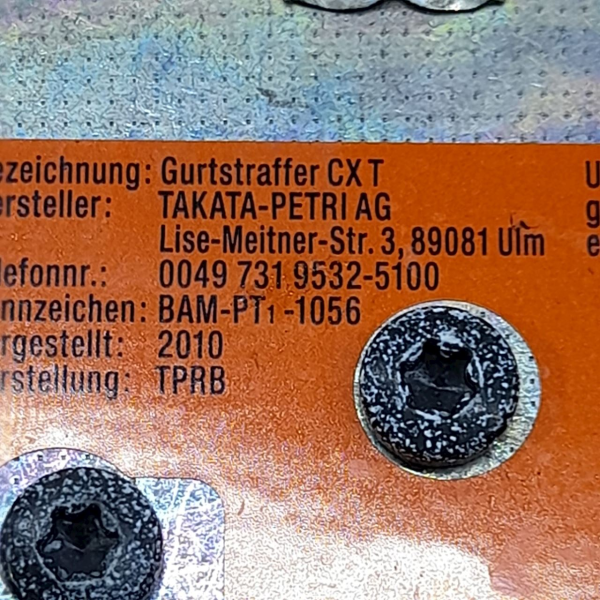 ezeichnung: Gurtstraffer CX T
ersteller: TAKATA-PETRI AG
Lise-Meitner-Str. 3, 89081 Ulm
lefonnr.: 0049 731 9532-5100
nnzeichen: BAM-PT1-1056
rgestellt: 2010
rstellung: TPRB
U
g
e